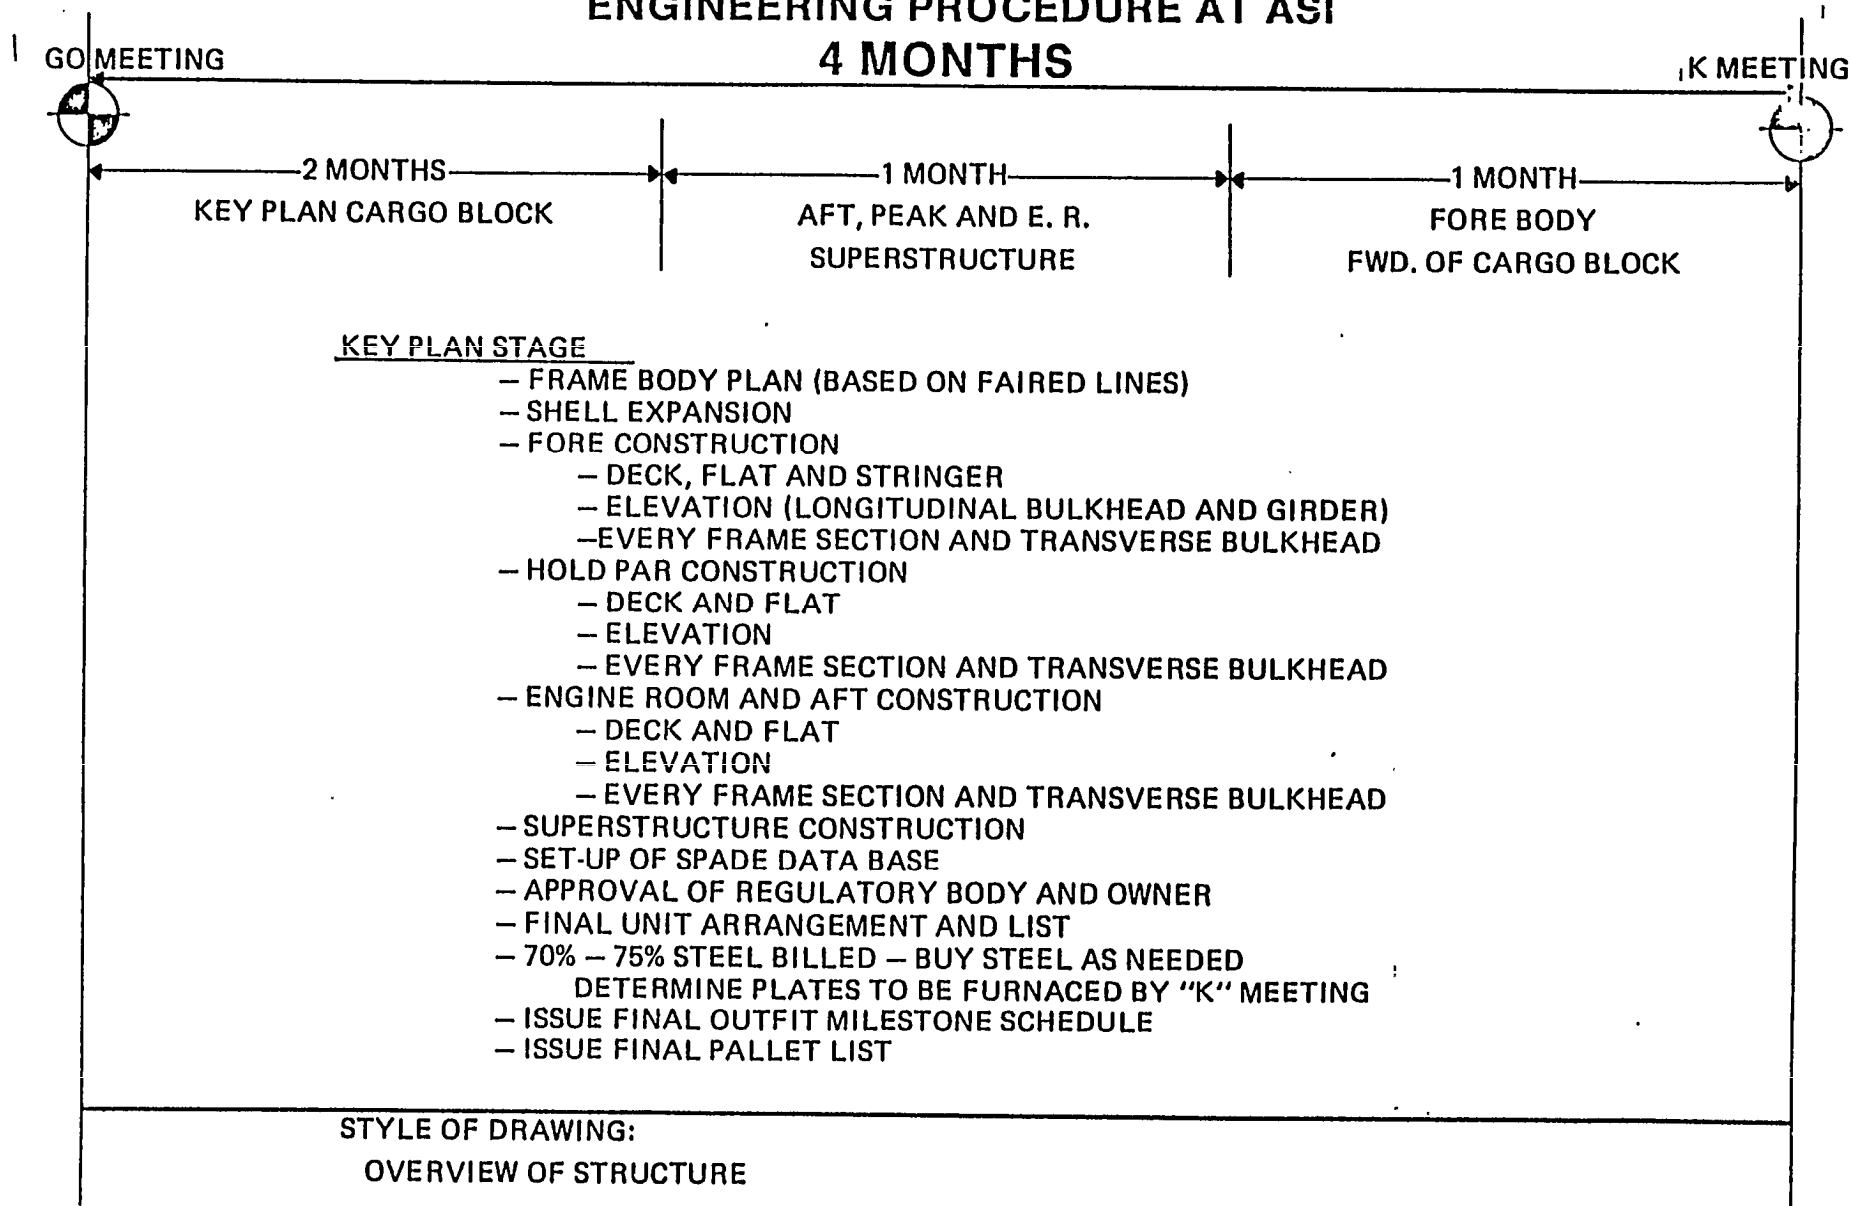 ENGINEERING PROCEDURE AT ASI
4 MONTHS
GO MEETING
K MEETING
2 MONTHS
KEY PLAN CARGO BLOCK
1 MONTH
AFT, PEAK AND E. R.
SUPERSTRUCTURE
1 MONTH
FORE BODY
FWD. OF CARGO BLOCK
KEY PLAN STAGE
– FRAME BODY PLAN (BASED ON FAIRED LINES)
– SHELL EXPANSION
– FORE CONSTRUCTION
– DECK, FLAT AND STRINGER
– ELEVATION (LONGITUDINAL BULKHEAD AND GIRDER)
–EVERY FRAME SECTION AND TRANSVERSE BULKHEAD
– HOLD PAR CONSTRUCTION
– DECK AND FLAT
– ELEVATION
– EVERY FRAME SECTION AND TRANSVERSE BULKHEAD
– ENGINE ROOM AND AFT CONSTRUCTION
– DECK AND FLAT
– ELEVATION
– EVERY FRAME SECTION AND TRANSVERSE BULKHEAD
– SUPERSTRUCTURE CONSTRUCTION
– SET-UP OF SPADE DATA BASE
– APPROVAL OF REGULATORY BODY AND OWNER
– FINAL UNIT ARRANGEMENT AND LIST
– 70% – 75% STEEL BILLED – BUY STEEL AS NEEDED
DETERMINE PLATES TO BE FURNACED BY "K" MEETING
– ISSUE FINAL OUTFIT MILESTONE SCHEDULE
– ISSUE FINAL PALLET LIST
STYLE OF DRAWING:
OVERVIEW OF STRUCTURE